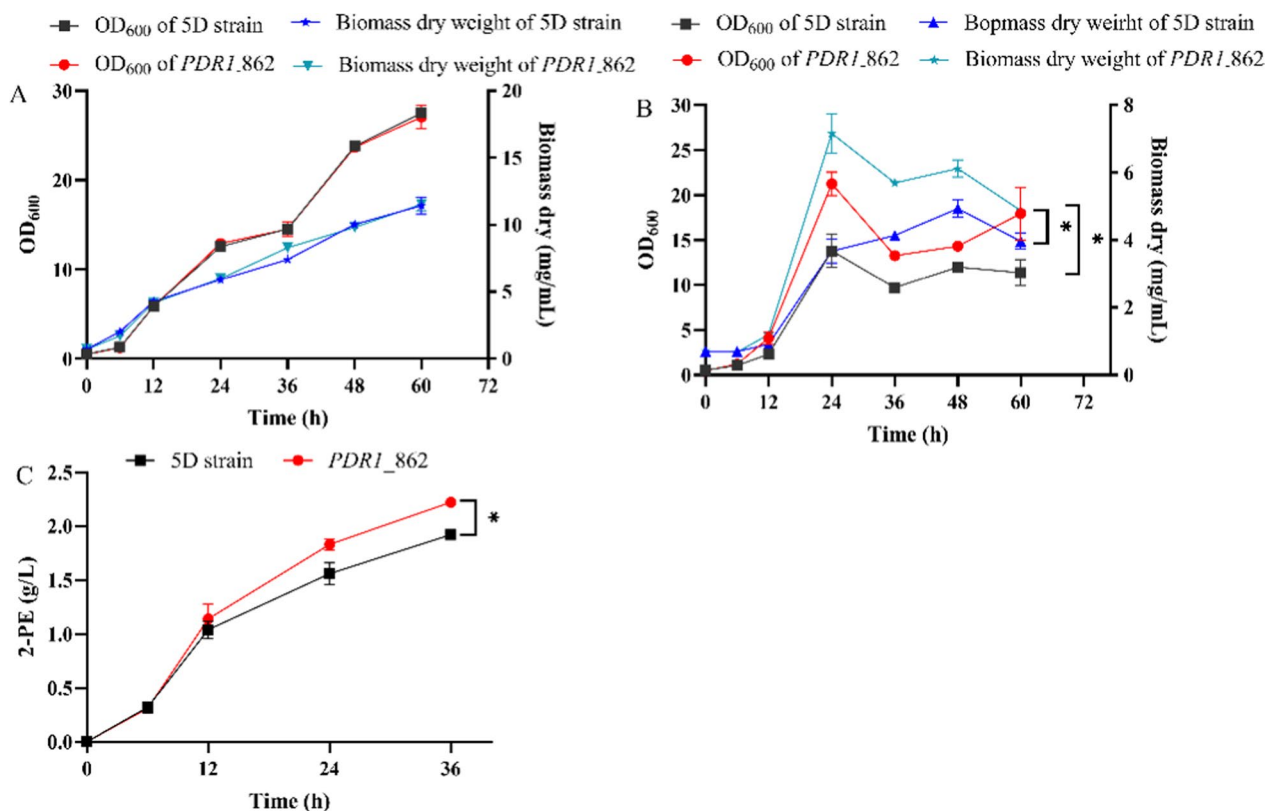 OD600 of 5D strain
Biomass dry weight of 5D strain
OD600 of PDR1_862
Biomass dry weight of PDR1_862
A
30
20
10
0
OD600
20
15
10
5
0
Biomass dry (mg/mL)
0 12 24 36 48 60 72
Time (h)
OD600 of 5D strain
Bopmass dry weirht of 5D strain
OD600 of PDR1_862
Biomass dry weight of PDR1_862
B
30
25
20
15
10
5
0
OD600
8
6
4
2
0
Biomass dry (mg/mL)
*
*
0 12 24 36 48 60 72
Time (h)
5D strain
PDR1_862
C
2.5
2.0
1.5
1.0
0.5
0.0
2-PE (g/L)
*
0 12 24 36
Time (h)